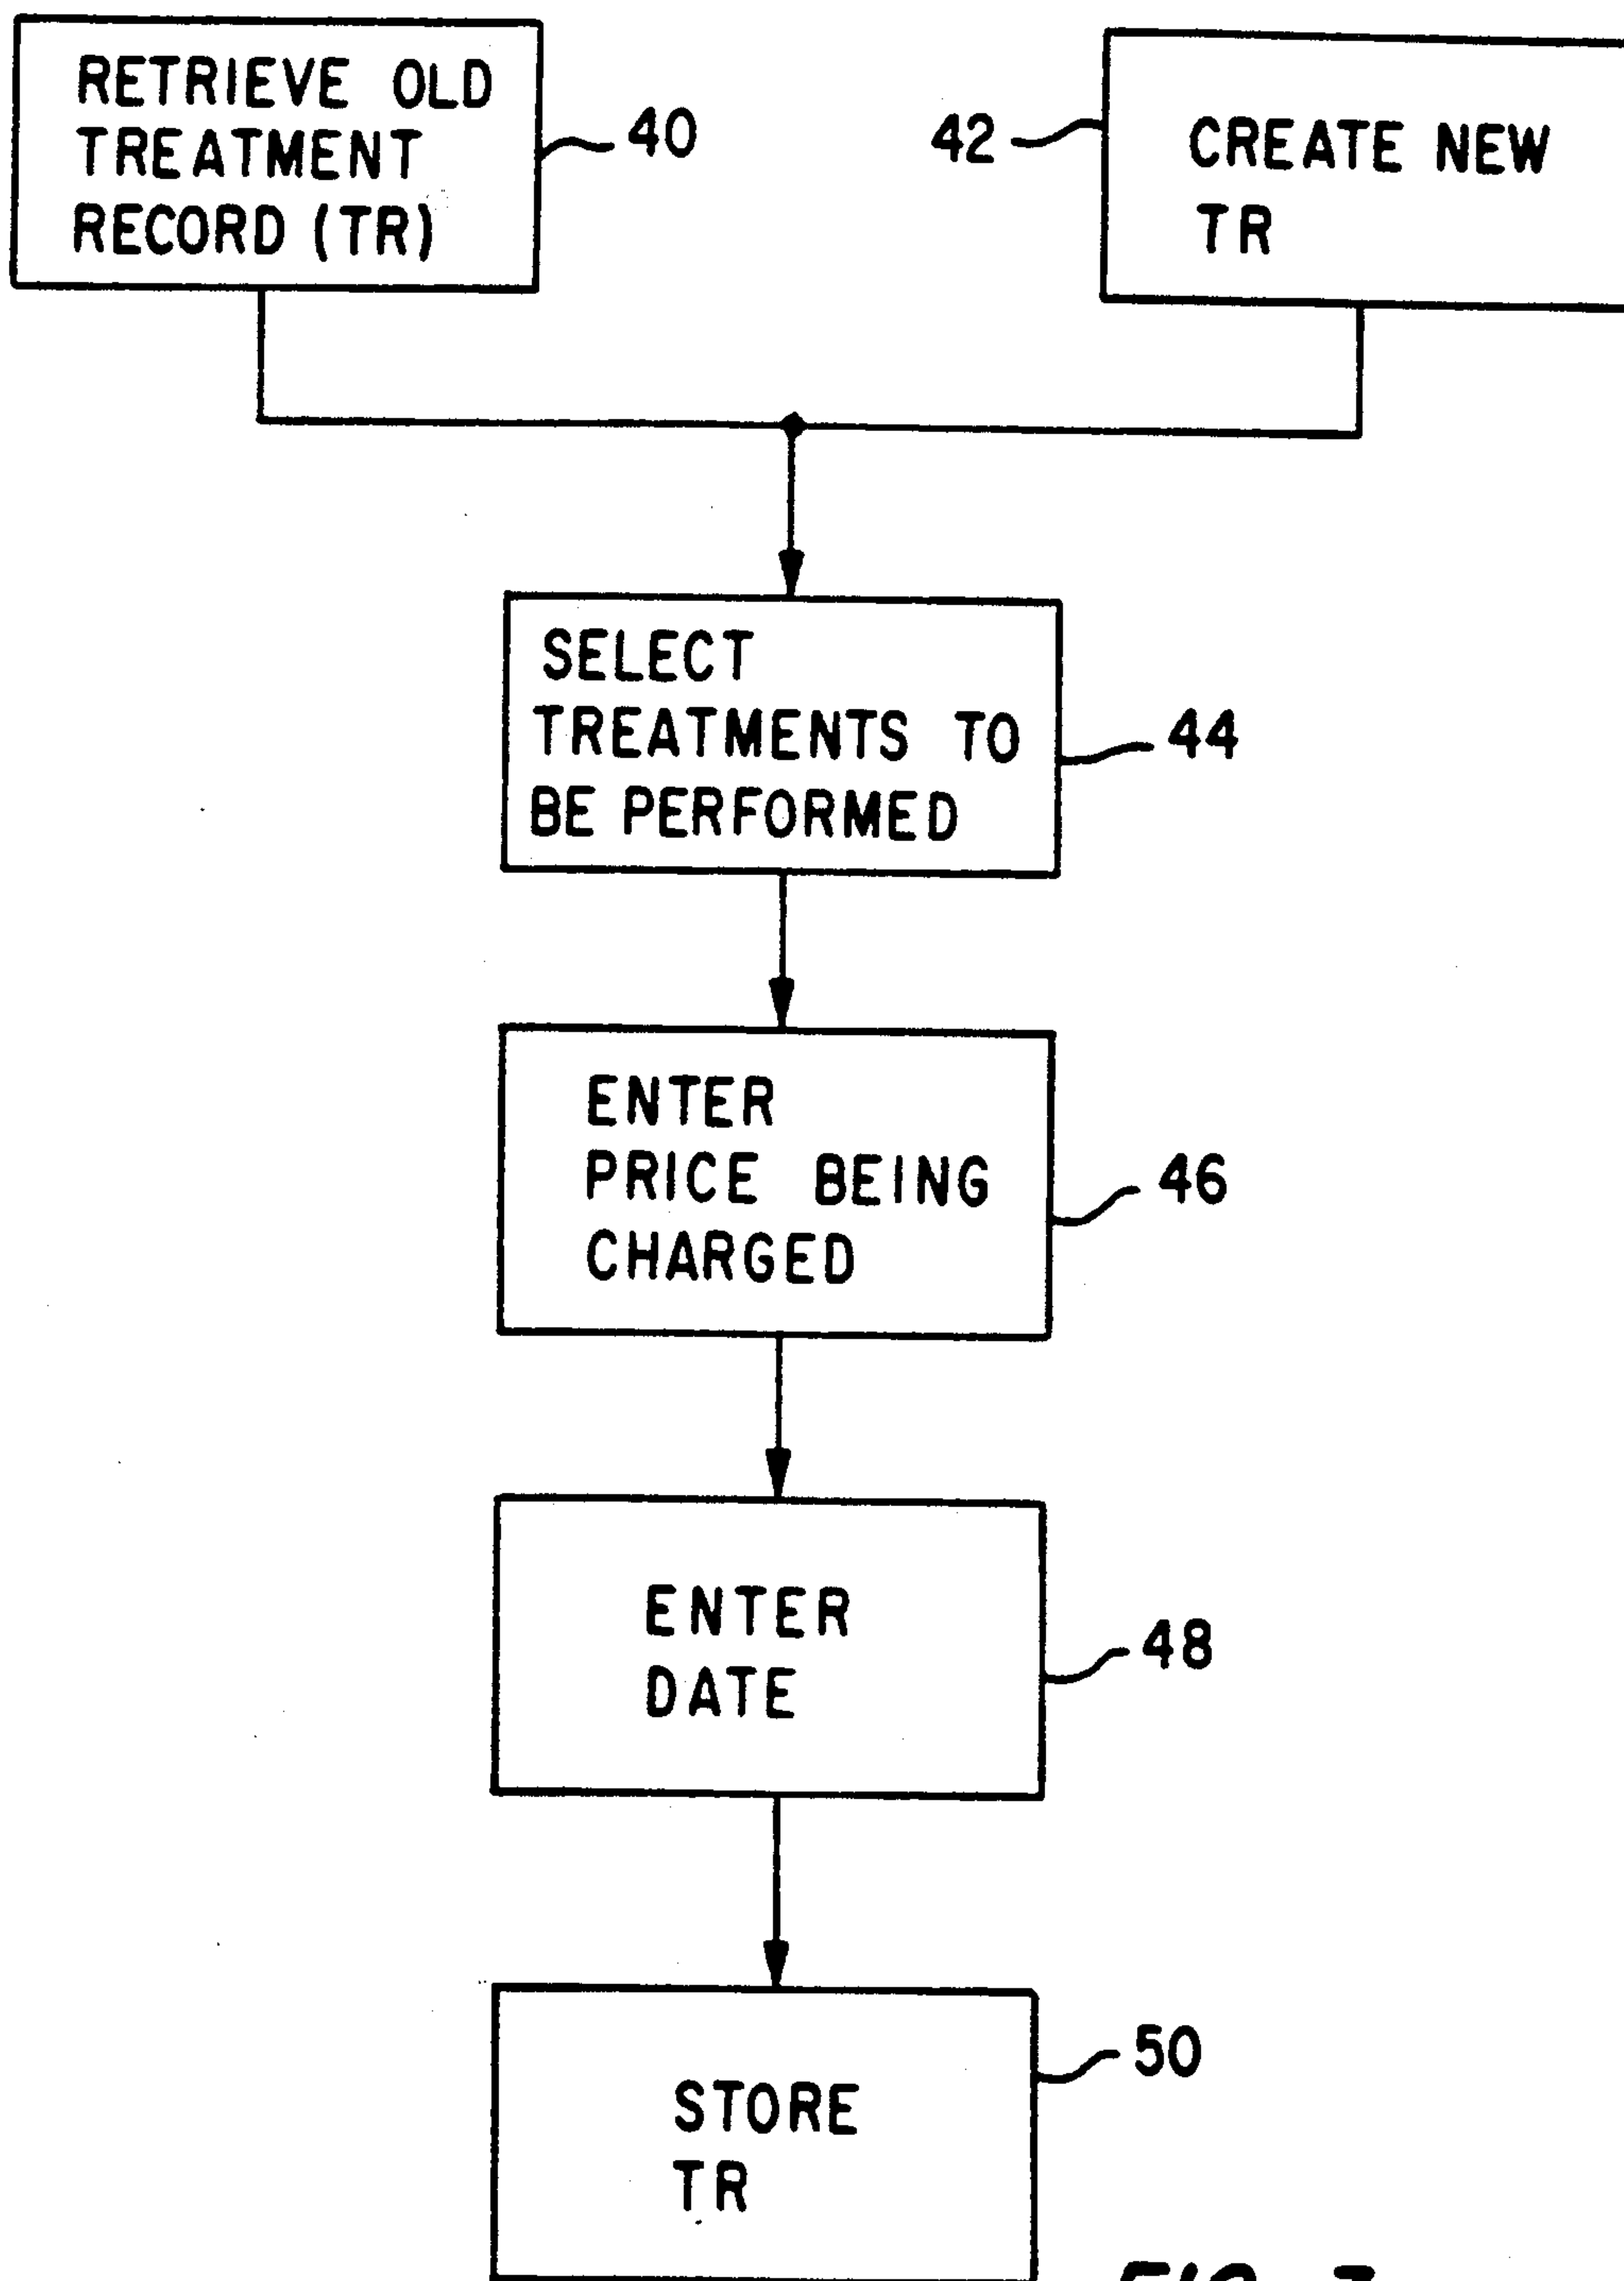 RETRIEVE OLD
TREATMENT
RECORD (TR)
40
42
CREATE NEW
TR
SELECT
TREATMENTS TO
BE PERFORMED
44
ENTER
PRICE BEING
CHARGED
46
ENTER
DATE
48
50
STORE
TR